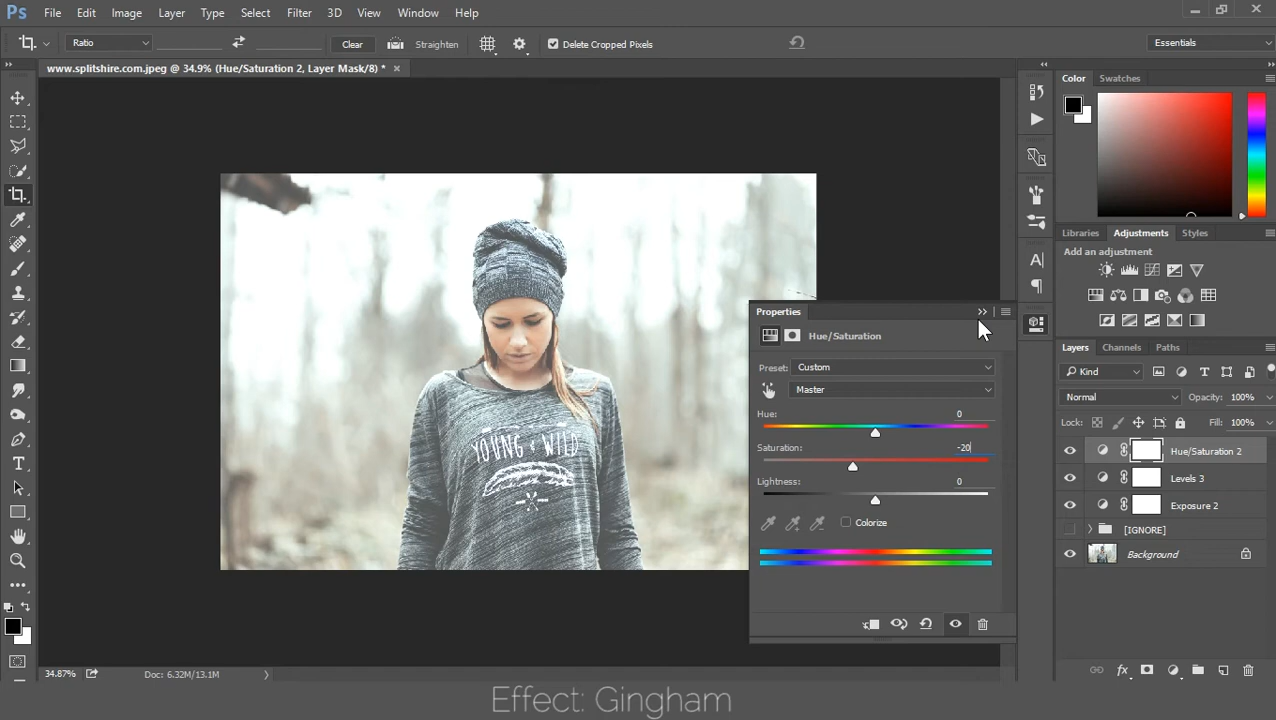 Ps File Edit Image Layer Type Select Filter 3D View Window Help
Ratio Clear Straighten Delete Cropped Pixels Essentials
www.splitshire.com.jpeg @ 34.9% (Hue/Saturation 2, Layer Mask/8) * ×
Color Swatches
Libraries Adjustments Styles
Add an adjustment
YOUNG & WILD
Properties
Hue/Saturation
Preset: Custom
Master
Hue: 0
Saturation: -20
Lightness: 0
Colorize
Layers Channels Paths
Kind
Normal Opacity: 100%
Lock: Fill: 100%
Hue/Saturation 2
Levels 3
Exposure 2
[IGNORE]
Background
34.87% Doc: 6.32M/13.1M
Effect: Gingham